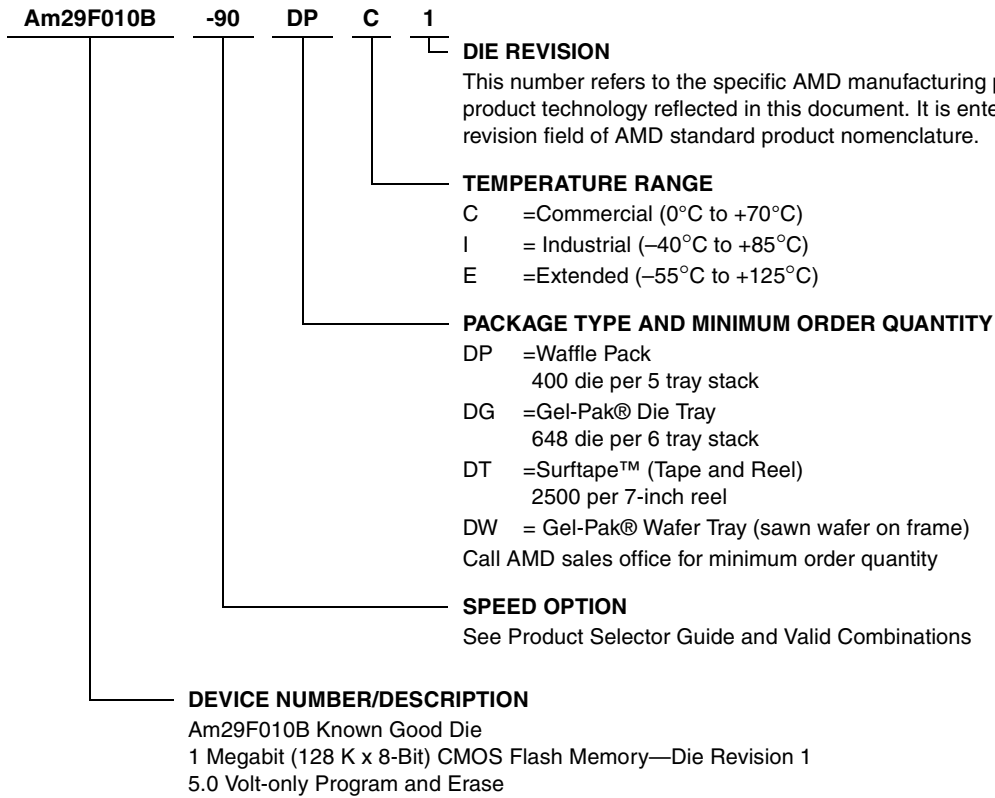 Am29F010B -90 DP C 1
DIE REVISION
This number refers to the specific AMD manufacturing
product technology reflected in this document. It is
revision field of AMD standard product nomenclature.
TEMPERATURE RANGE
C =Commercial (0°C to +70°C)
I = Industrial (–40°C to +85°C)
E =Extended (–55°C to +125°C)
PACKAGE TYPE AND MINIMUM ORDER QUANTITY
DP =Waffle Pack
400 die per 5 tray stack
DG =Gel-Pak® Die Tray
648 die per 6 tray stack
DT =Surftape™ (Tape and Reel)
2500 per 7-inch reel
DW = Gel-Pak® Wafer Tray (sawn wafer on frame)
Call AMD sales office for minimum order quantity
SPEED OPTION
See Product Selector Guide and Valid Combinations
DEVICE NUMBER/DESCRIPTION
Am29F010B Known Good Die
1 Megabit (128 K x 8-Bit) CMOS Flash Memory—Die Revision 1
5.0 Volt-only Program and Erase